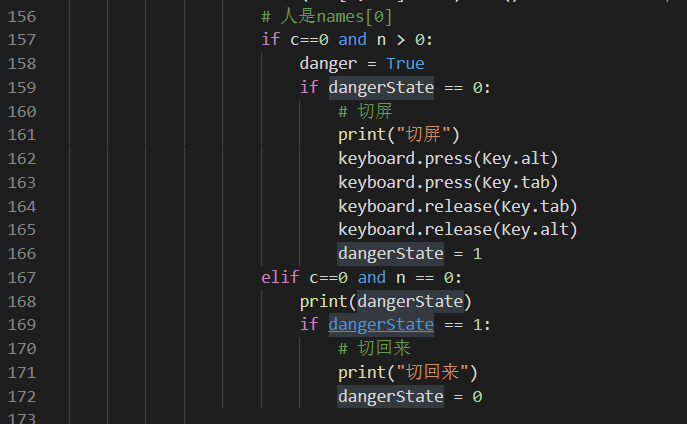 156 # 人是names[0]
157 if c==0 and n > 0:
158 danger = True
159 if dangerState == 0:
160 # 切屏
161 print("切屏")
162 keyboard.press(Key.alt)
163 keyboard.press(Key.tab)
164 keyboard.release(Key.tab)
165 keyboard.release(Key.alt)
166 dangerState = 1
167 elif c==0 and n == 0:
168 print(dangerState)
169 if dangerState == 1:
170 # 切回来
171 print("切回来")
172 dangerState = 0
173